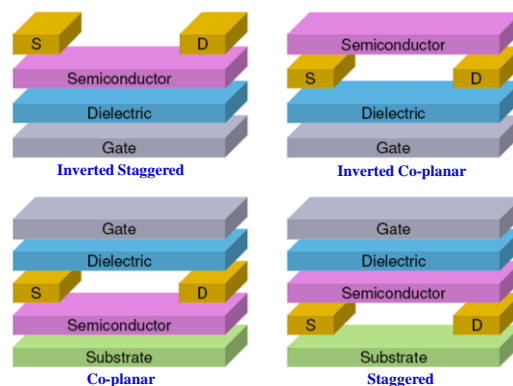 S D
Semiconductor
Dielectric
Gate
Inverted Staggered
Semiconductor
S D
Dielectric
Gate
Inverted Co-planar
Gate
Dielectric
S D
Semiconductor
Substrate
Co-planar
Gate
Dielectric
Semiconductor
S D
Substrate
Staggered